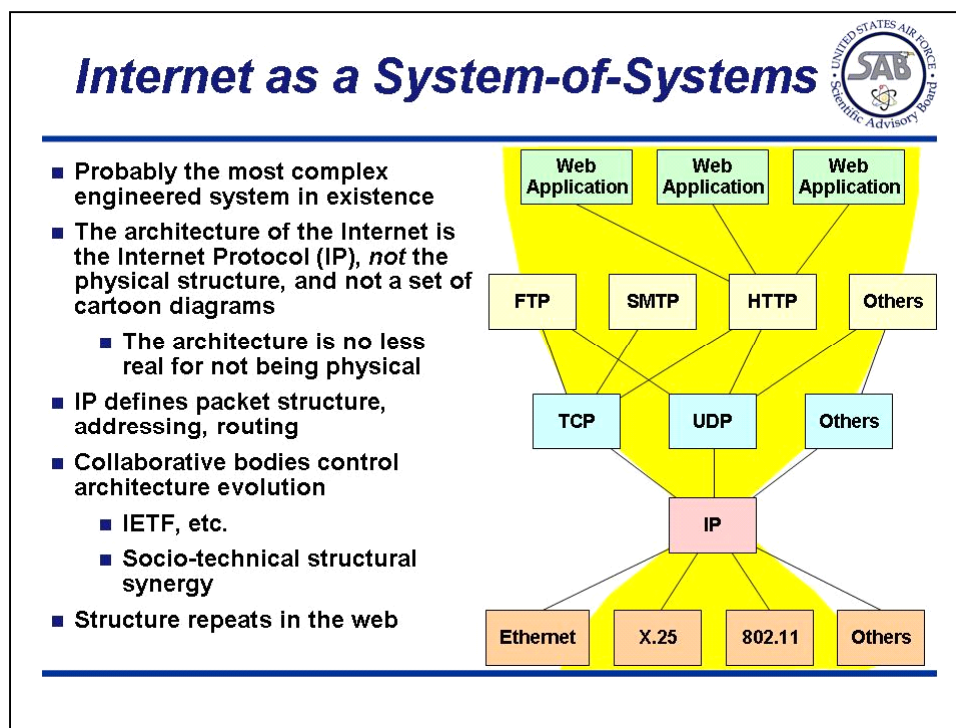 Internet as a System-of-Systems
UNITED STATES AIR FORCE
SAB
Scientific Advisory Board
Probably the most complex
engineered system in existence
The architecture of the Internet is
the Internet Protocol (IP), not the
physical structure, and not a set of
cartoon diagrams
The architecture is no less
real for not being physical
IP defines packet structure,
addressing, routing
Collaborative bodies control
architecture evolution
IETF, etc.
Socio-technical structural
synergy
Structure repeats in the web
Web
Application
Web
Application
Web
Application
FTP
SMTP
HTTP
Others
TCP
UDP
Others
IP
Ethernet
X.25
802.11
Others